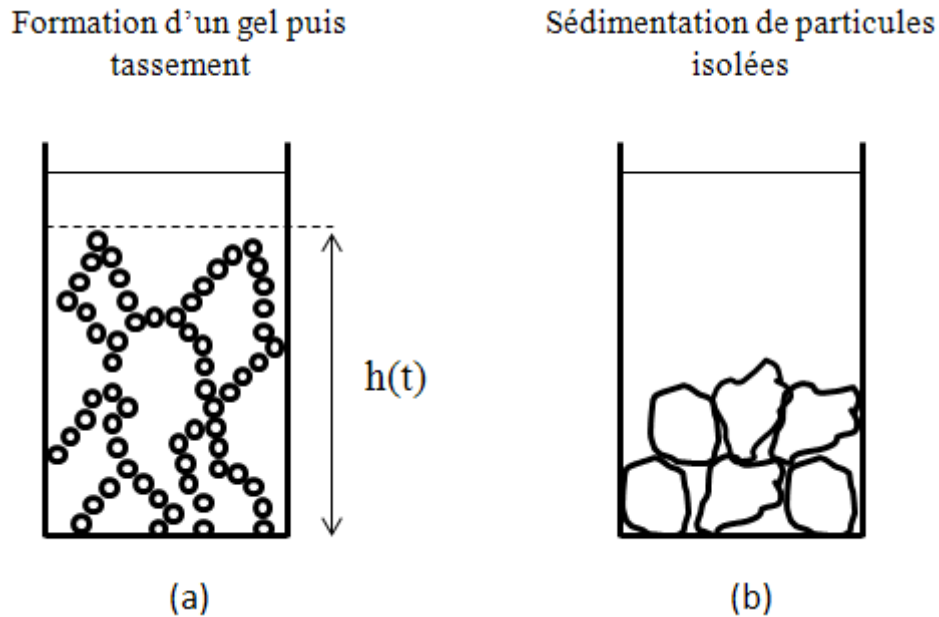 Formation d’un gel puis
tassement
Sédimentation de particules
isolées
h(t)
(a)
(b)